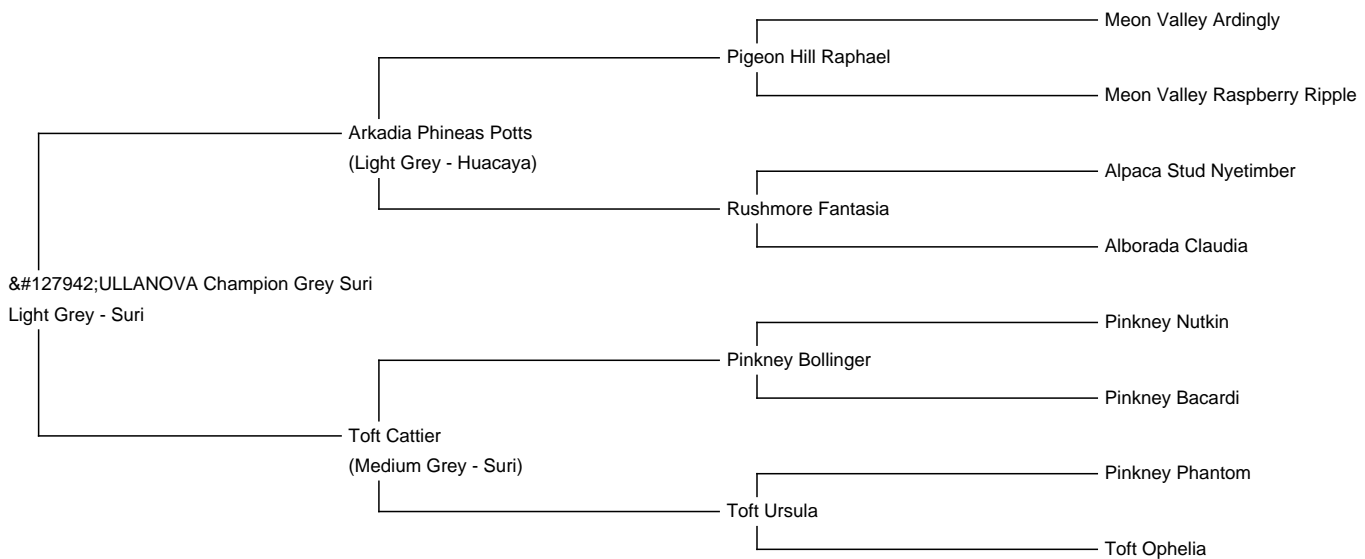 Meon Valley Ardingly
Pigeon Hill Raphael
Meon Valley Raspberry Ripple
Arkadia Phineas Potts
(Light Grey - Huacaya)
Alpaca Stud Nyetimber
Rushmore Fantasia
Alborada Claudia
&#127942;ULLANOVA Champion Grey Suri
Light Grey - Suri
Pinkney Nutkin
Pinkney Bollinger
Pinkney Bacardi
Toft Cattier
(Medium Grey - Suri)
Pinkney Phantom
Toft Ursula
Toft Ophelia